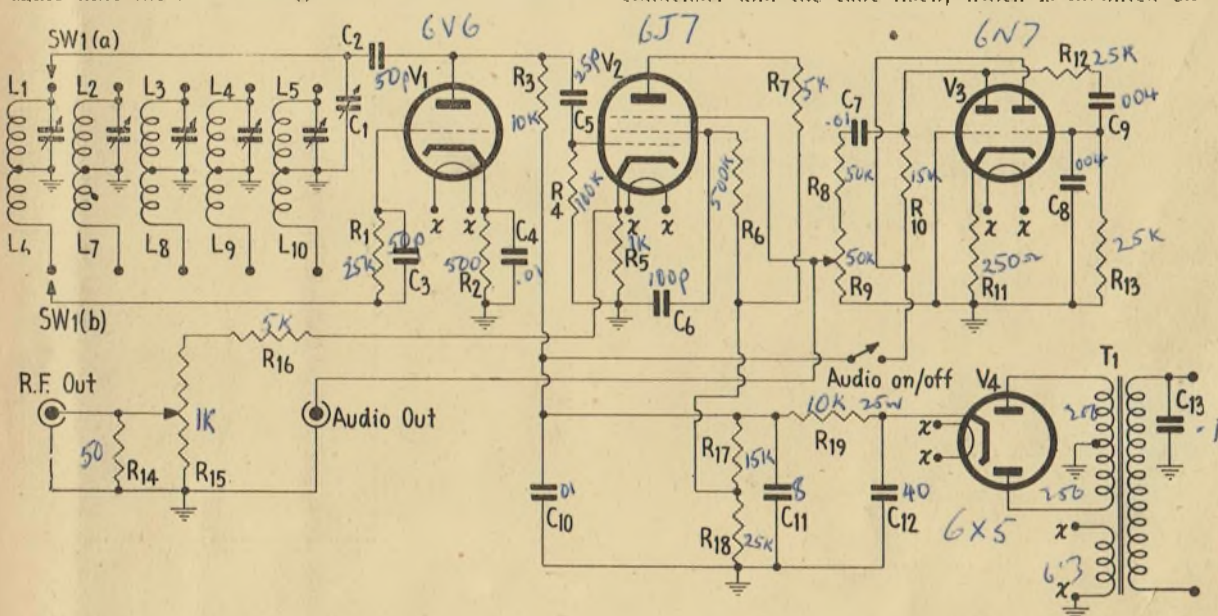 6V6 6J7 6N7
SW1(a) C2 50p V1 R3 10K 25p C5 V2 R7 5K C7 .01 V3 R12 25K 004 C9
L1 L2 L3 L4 L5 C1
R4 100K 500K R8 50K R10 15K 004 C8
L4 L7 L8 L9 L10 R1 25K 50p C3 500 R2 C4 .01 1K R5 100p C6 R6 50K R9 250Ω R11 25K R13
SW1(b) x x x x x x
5K R16
R.F. Out 1K Audio Out Audio on/off V4 T1
50 R14 R15 R17 15K 10K 25W R19 x x 250 250 C13 .1
01 C10 8 C11 40 C12 6X5
R18 25K x 6.3 x